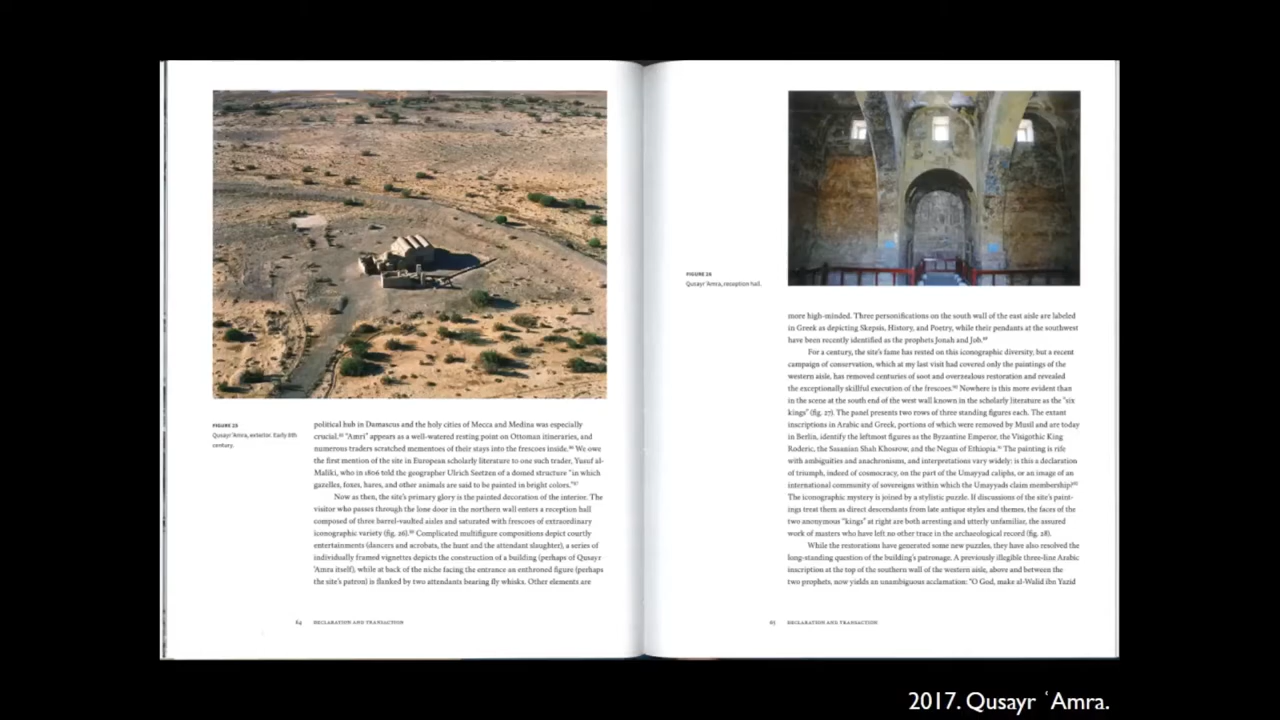 FIGURE 25
Qusayr ʿAmra, exterior. Early 8th
century.
political hub in Damascus and the holy cities of Mecca and Medina was especially
crucial. “Amri” appears as a well-watered resting point on Ottoman itineraries, and
numerous traders scratched mementoes of their stays into the frescoes inside. We owe
the first mention of the site in European scholarly literature to one such trader, Yusuf al-
Maliki, who in 1806 told the geographer Ulrich Seetzen of a domed structure “in which
gazelles, foxes, hares, and other animals are said to be painted in bright colors.”
Now as then, the site’s primary glory is the painted decoration of the interior. The
visitor who passes through the lone door in the northern wall enters a reception hall
composed of three barrel-vaulted aisles and saturated with frescoes of extraordinary
iconographic variety (fig. 26). Complicated multifigure compositions depict courtly
entertainments (dancers and acrobats, the hunt and the attendant slaughter), a series of
individually framed vignettes depicts the construction of a building (perhaps of Qusayr
ʿAmra itself), while at back of the niche facing the entrance an enthroned figure (perhaps
the site’s patron) is flanked by two attendants bearing fly whisks. Other elements are
64 DECLARATION AND TRANSACTION
FIGURE 26
Qusayr ʿAmra, reception hall.
more high-minded. Three personifications on the south wall of the east aisle are labeled
in Greek as depicting Skepsis, History, and Poetry, while their pendants at the southwest
have been recently identified as the prophets Jonah and Job.
For a century, the site’s fame has rested on this iconographic diversity, but a recent
campaign of conservation, which at my last visit had covered only the paintings of the
western aisle, has removed centuries of soot and overzealous restoration and revealed
the exceptionally skillful execution of the frescoes. Nowhere is this more evident than
in the scene at the south end of the west wall known in the scholarly literature as the “six
kings” (fig. 27). The panel presents two rows of three standing figures each. The extant
inscriptions in Arabic and Greek, portions of which were removed by Musil and are today
in Berlin, identify the leftmost figures as the Byzantine Emperor, the Visigothic King
Roderic, the Sasanian Shah Khosrow, and the Negus of Ethiopia. The painting is rife
with ambiguities and anachronisms, and interpretations vary widely: is this a declaration
of triumph, indeed of cosmocracy, on the part of the Umayyad caliphs, or an image of an
international community of sovereigns within which the Umayyads claim membership?
The iconographic mystery is joined by a stylistic puzzle. If discussions of the site’s paint-
ings treat them as direct descendants from late antique styles and themes, the faces of the
two anonymous “kings” at right are both arresting and utterly unfamiliar, the assured
work of masters who have left no other trace in the archaeological record (fig. 28).
While the restorations have generated some new puzzles, they have also resolved the
long-standing question of the building’s patronage. A previously illegible three-line Arabic
inscription at the top of the southern wall of the western aisle, above and between the
two prophets, now yields an unambiguous acclamation: “O God, make al-Walid ibn Yazid
65 DECLARATION AND TRANSACTION
2017. Qusayr ʿAmra.